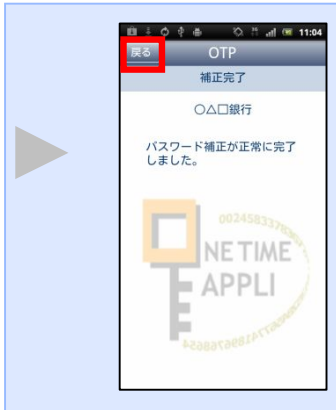 11:04
戻る
OTP
補正完了
○△□銀行
パスワード補正が正常に完了
しました。
NE TIME
APPLI